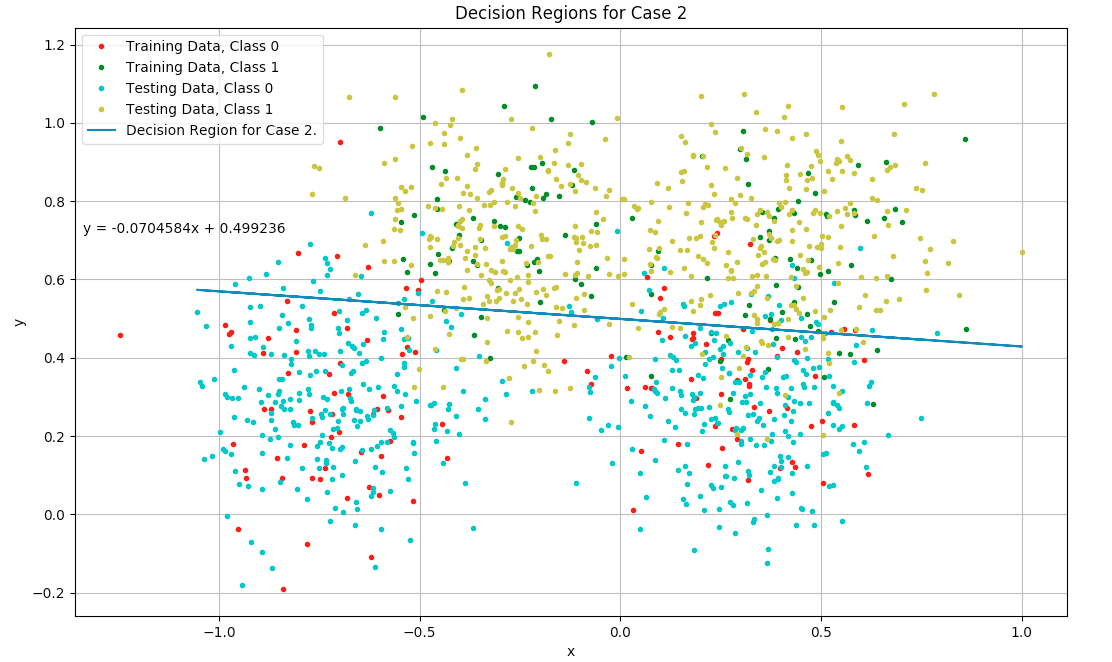 Decision Regions for Case 2
Training Data, Class 0
Training Data, Class 1
Testing Data, Class 0
Testing Data, Class 1
Decision Region for Case 2.
y = -0.0704584x + 0.499236
1.2
1.0
0.8
0.6
0.4
0.2
0.0
−0.2
y
−1.0
−0.5
0.0
0.5
1.0
x